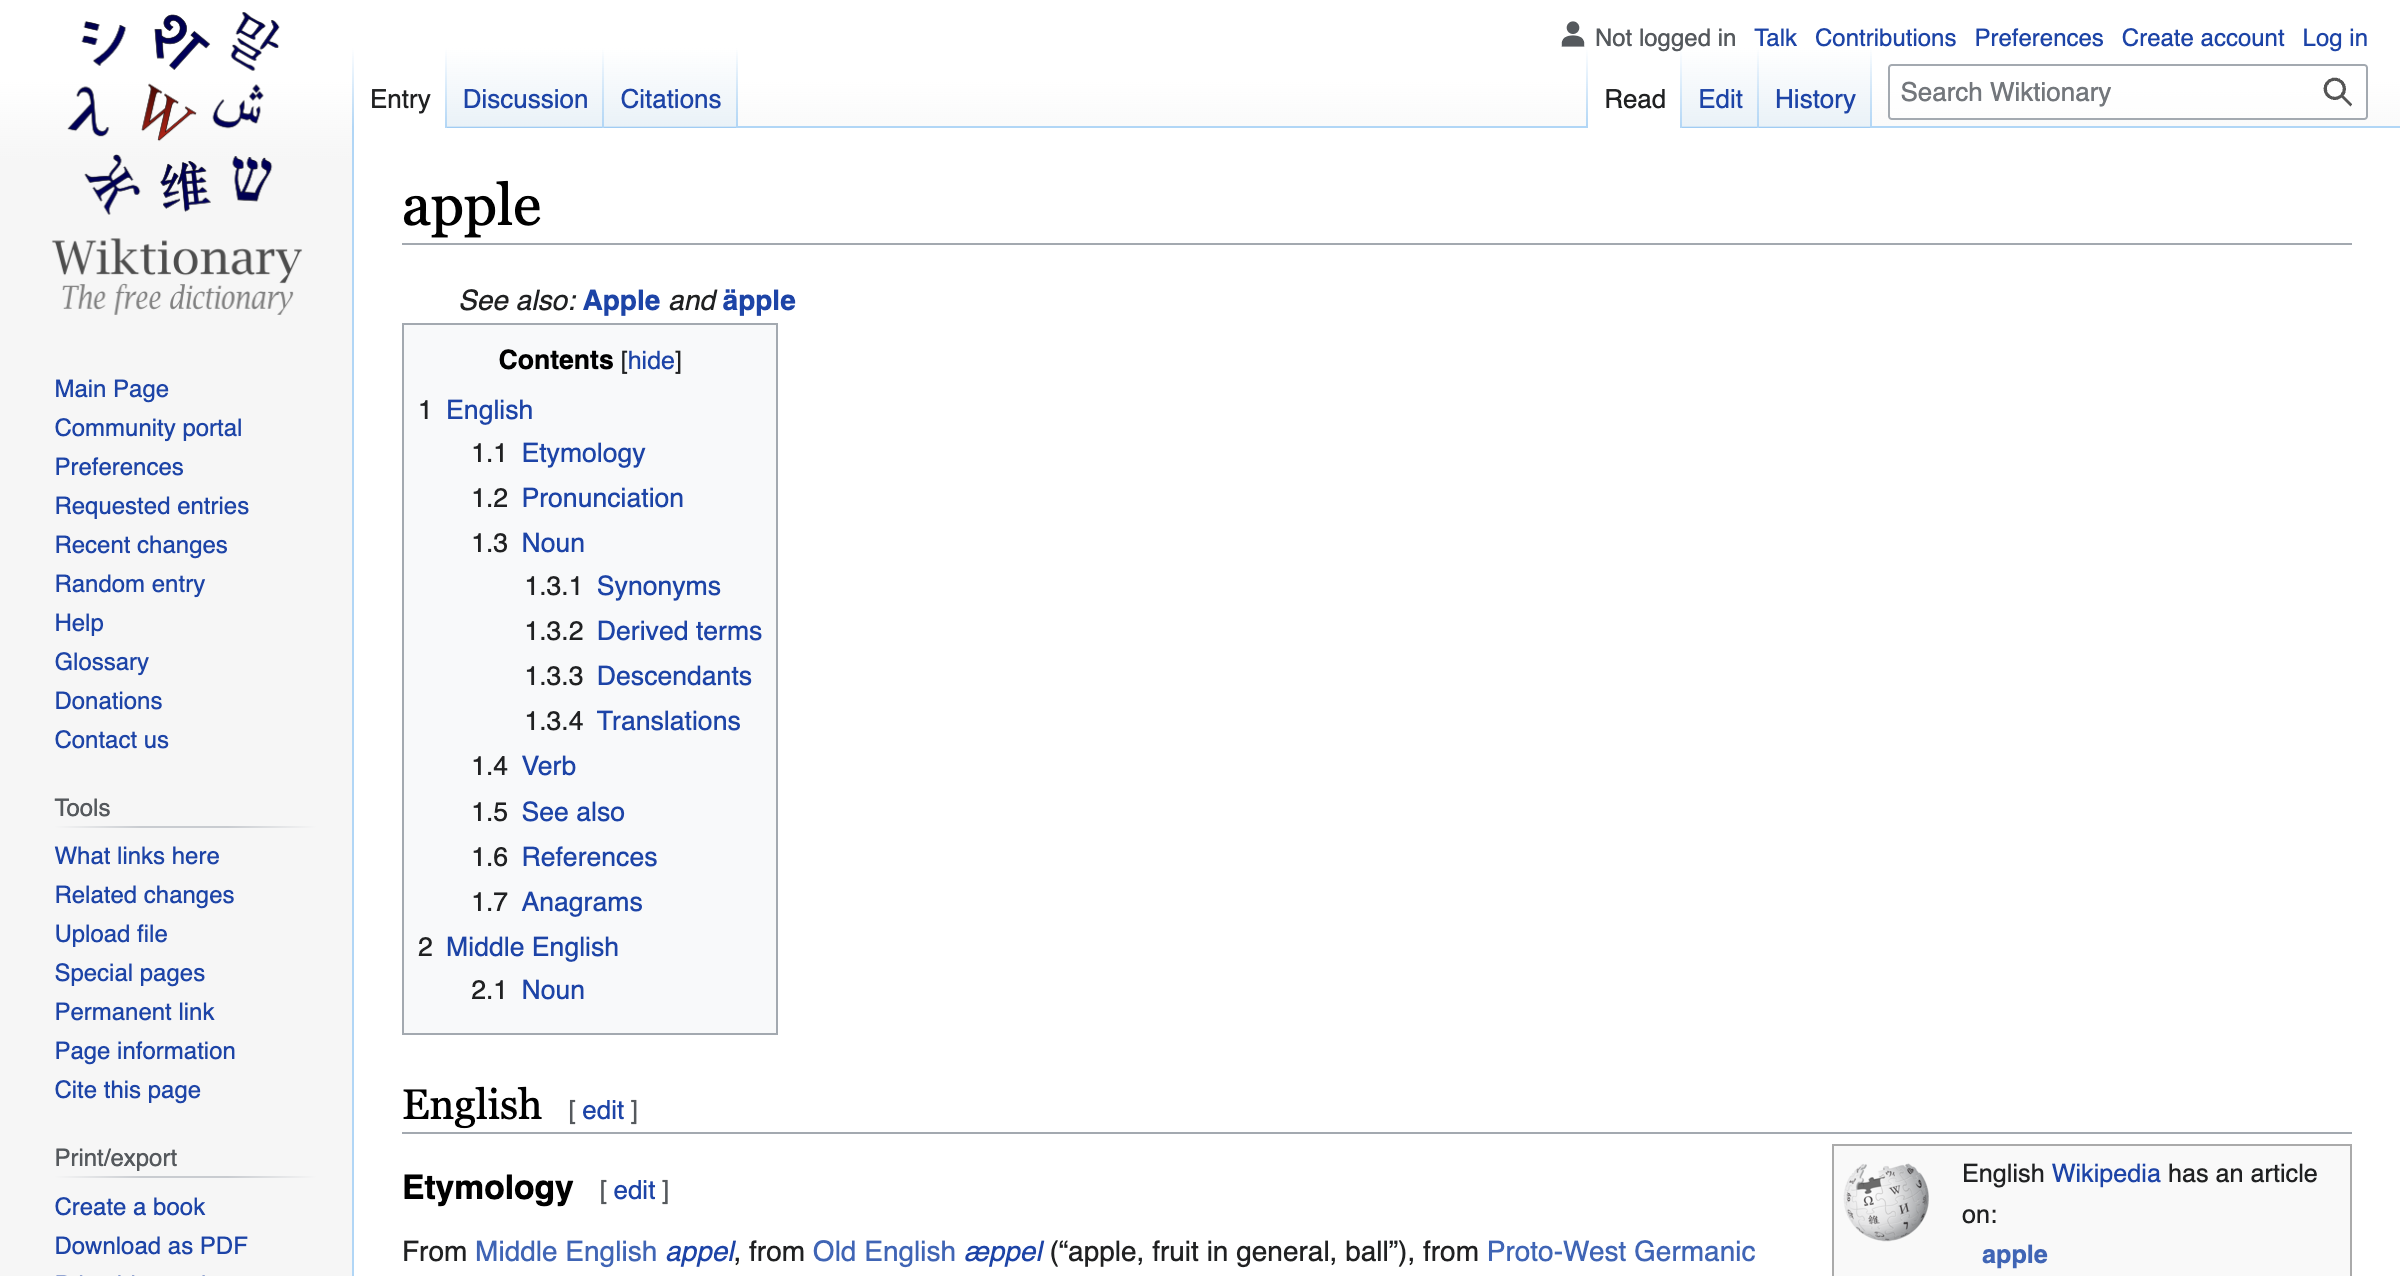 シ የፕ 말
λ W ش
维 ש
Wiktionary
The free dictionary
Not logged in Talk Contributions Preferences Create account Log in
Entry Discussion Citations Read Edit History Search Wiktionary
Main Page
Community portal
Preferences
Requested entries
Recent changes
Random entry
Help
Glossary
Donations
Contact us
Tools
What links here
Related changes
Upload file
Special pages
Permanent link
Page information
Cite this page
Print/export
Create a book
Download as PDF
apple
See also: Apple and äpple
Contents [hide]
1 English
1.1 Etymology
1.2 Pronunciation
1.3 Noun
1.3.1 Synonyms
1.3.2 Derived terms
1.3.3 Descendants
1.3.4 Translations
1.4 Verb
1.5 See also
1.6 References
1.7 Anagrams
2 Middle English
2.1 Noun
English [ edit ]
Etymology [ edit ]
From Middle English appel, from Old English æppel (“apple, fruit in general, ball”), from Proto-West Germanic
English Wikipedia has an article
on:
apple